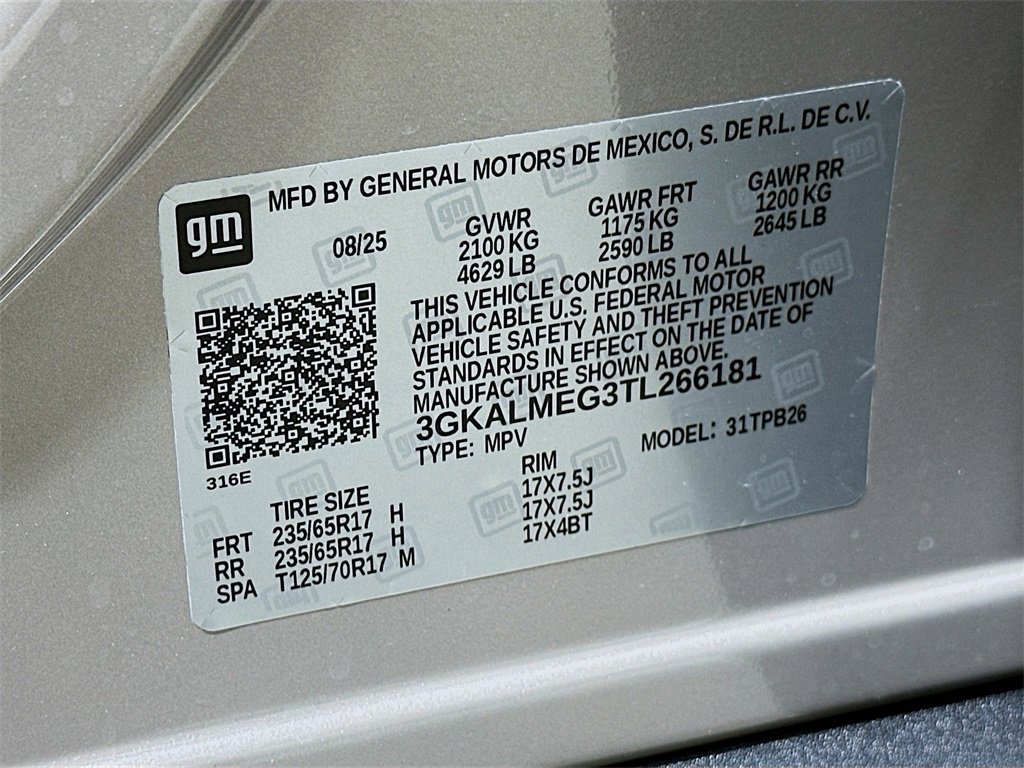 MFD BY GENERAL MOTORS DE MEXICO, S. DE R.L. DE C.V.
gm
08/25
GVWR
2100 KG
4629 LB
GAWR FRT
1175 KG
2590 LB
GAWR RR
1200 KG
2645 LB
THIS VEHICLE CONFORMS TO ALL
APPLICABLE U.S. FEDERAL MOTOR
VEHICLE SAFETY AND THEFT PREVENTION
STANDARDS IN EFFECT ON THE DATE OF
MANUFACTURE SHOWN ABOVE.
3GKALMEG3TL266181
TYPE: MPV
MODEL: 31TPB26
316E
TIRE SIZE
RIM
FRT 235/65R17 H 17X7.5J
RR 235/65R17 H 17X7.5J
SPA T125/70R17 M 17X4BT